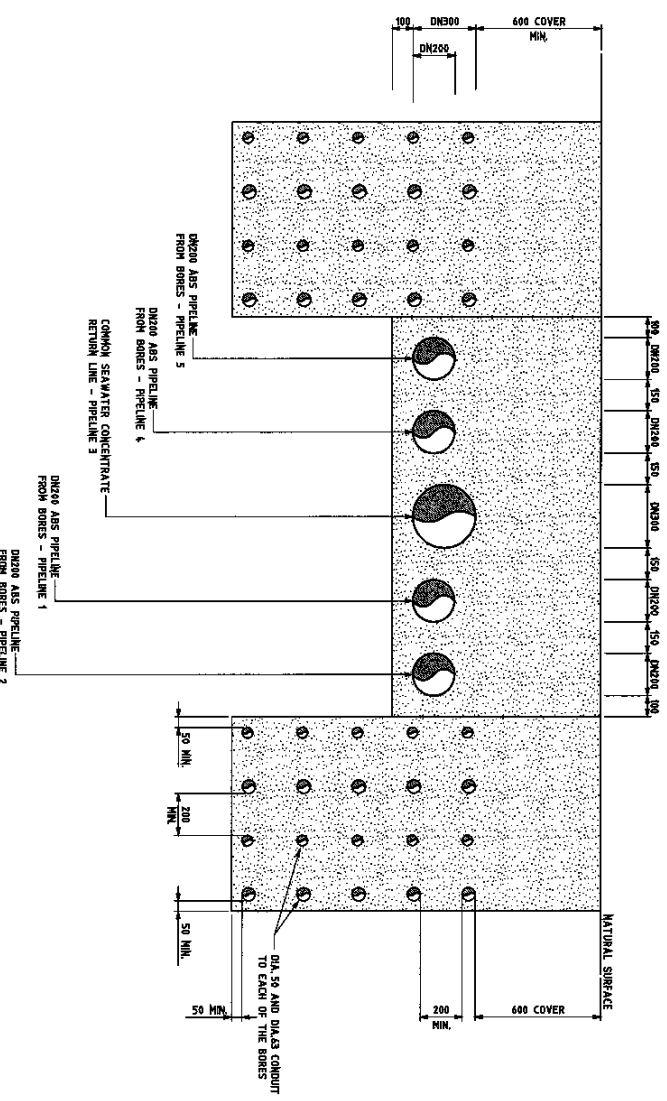 100
DN300
600 COVER
MIN.
DN200
100
DN200
150
DN200
150
DN300
150
DN200
150
DN200
100
DN200 ABS PIPELINE
FROM BORES - PIPELINE 5
DN200 ABS PIPELINE
FROM BORES - PIPELINE 4
COMMON SEAWATER CONCENTRATE
RETURN LINE - PIPELINE 3
DN200 ABS PIPELINE
FROM BORES - PIPELINE 1
DN200 ABS PIPELINE
FROM BORES - PIPELINE 2
50 MIN.
200
MIN.
50 MIN.
DIA.50 AND DIA.63 CONDUIT
TO EACH OF THE BORES
50 MIN.
200
MIN.
600 COVER
NATURAL SURFACE